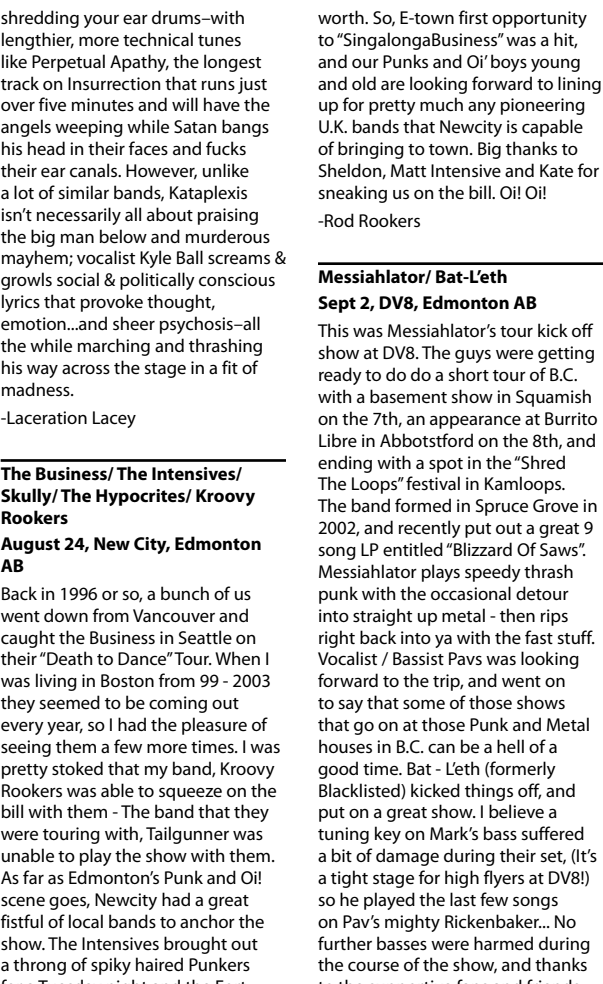 shredding your ear drums–with
lengthier, more technical tunes
like Perpetual Apathy, the longest
track on Insurrection that runs just
over five minutes and will have the
angels weeping while Satan bangs
his head in their faces and fucks
their ear canals. However, unlike
a lot of similar bands, Kataplexis
isn't necessarily all about praising
the big man below and murderous
mayhem; vocalist Kyle Ball screams &
growls social & politically conscious
lyrics that provoke thought,
emotion...and sheer psychosis–all
the while marching and thrashing
his way across the stage in a fit of
madness.
-Laceration Lacey
The Business/ The Intensives/
Skully/ The Hypocrites/ Kroovy
Rookers
August 24, New City, Edmonton
AB
Back in 1996 or so, a bunch of us
went down from Vancouver and
caught the Business in Seattle on
their “Death to Dance” Tour. When I
was living in Boston from 99 - 2003
they seemed to be coming out
every year, so I had the pleasure of
seeing them a few more times. I was
pretty stoked that my band, Kroovy
Rookers was able to squeeze on the
bill with them - The band that they
were touring with, Tailgunner was
unable to play the show with them.
As far as Edmonton's Punk and Oi!
scene goes, Newcity had a great
fistful of local bands to anchor the
show. The Intensives brought out
a throng of spiky haired Punkers
worth. So, E-town first opportunity
to “SingalongaBusiness” was a hit,
and our Punks and Oi' boys young
and old are looking forward to lining
up for pretty much any pioneering
U.K. bands that Newcity is capable
of bringing to town. Big thanks to
Sheldon, Matt Intensive and Kate for
sneaking us on the bill. Oi! Oi!
-Rod Rookers
Messiahlator/ Bat-L'eth
Sept 2, DV8, Edmonton AB
This was Messiahlator's tour kick off
show at DV8. The guys were getting
ready to do do a short tour of B.C.
with a basement show in Squamish
on the 7th, an appearance at Burrito
Libre in Abbotstford on the 8th, and
ending with a spot in the “Shred
The Loops” festival in Kamloops.
The band formed in Spruce Grove in
2002, and recently put out a great 9
song LP entitled “Blizzard Of Saws”.
Messiahlator plays speedy thrash
punk with the occasional detour
into straight up metal - then rips
right back into ya with the fast stuff.
Vocalist / Bassist Pavs was looking
forward to the trip, and went on
to say that some of those shows
that go on at those Punk and Metal
houses in B.C. can be a hell of a
good time. Bat - L'eth (formerly
Blacklisted) kicked things off, and
put on a great show. I believe a
tuning key on Mark's bass suffered
a bit of damage during their set, (It's
a tight stage for high flyers at DV8!)
so he played the last few songs
on Pav's mighty Rickenbaker... No
further basses were harmed during
the course of the show, and thanks